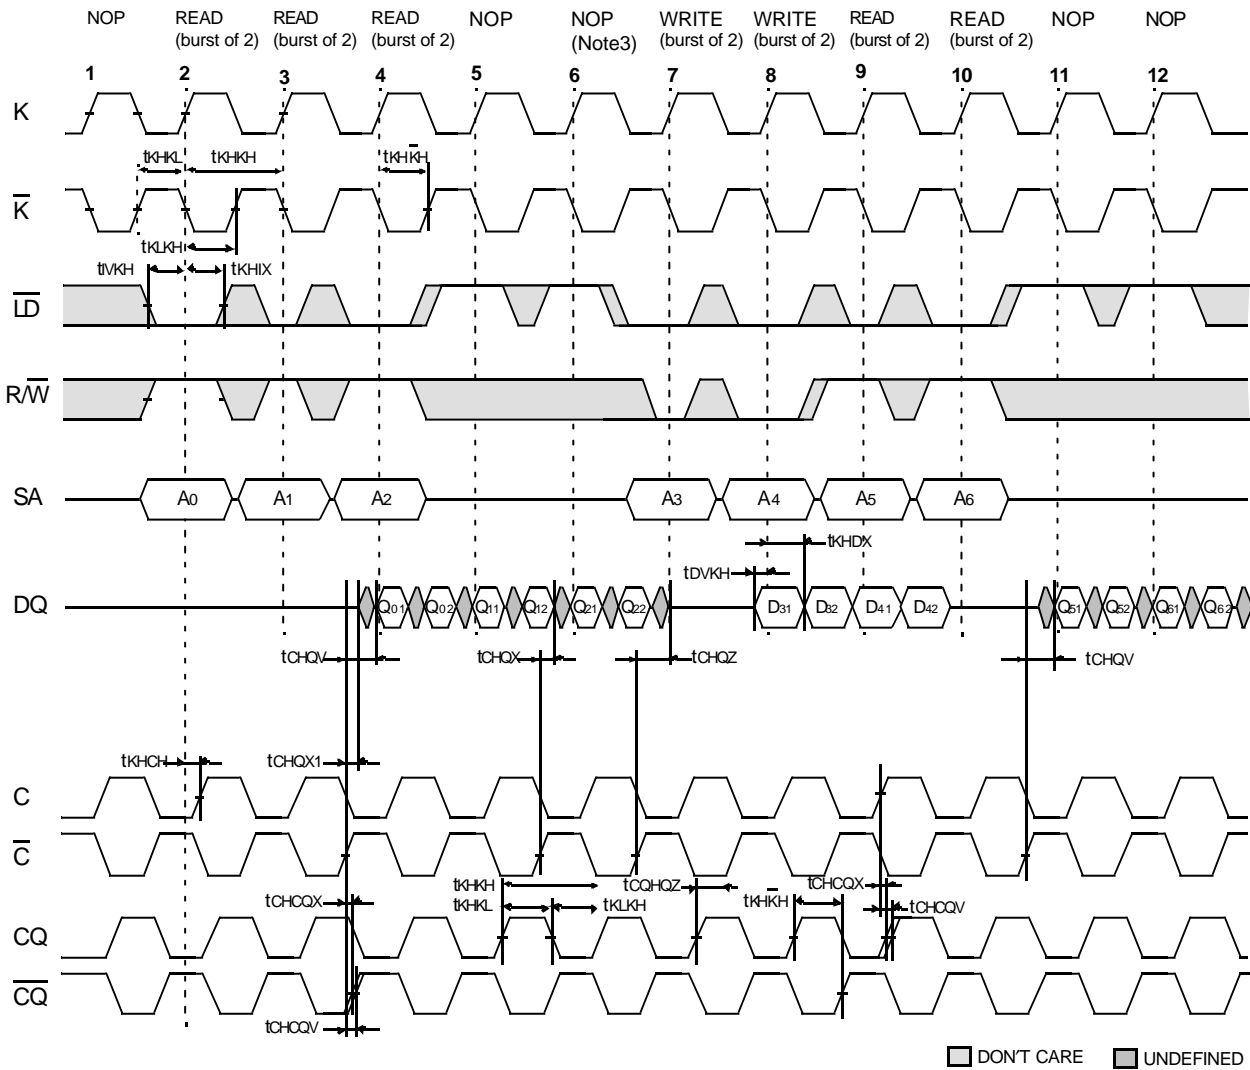 NOP READ READ READ NOP NOP WRITE WRITE READ READ NOP NOP
(burst of 2) (burst of 2) (burst of 2) (Note3) (burst of 2) (burst of 2) (burst of 2) (burst of 2)
1 2 3 4 5 6 7 8 9 10 11 12
K
tKHKL tKHKH tKHK̅H
K̅
tKLKH
tIVKH tKHIX
L̅D̅
R/W̅
SA A0 A1 A2 A3 A4 A5 A6
tKHDX
tDVKH
DQ Q01 Q02 Q11 Q12 Q21 Q22 D31 D32 D41 D42 Q51 Q52 Q61 Q62
tCHQV tCHQX tCHQZ tCHQV
tKHCH tCHQX1
C
C̅
tKHKH tCQHQZ tCHCQX
tCHCQX tKHKL tKLKH tKHK̅H
tCHCQV
CQ
C̅Q̅
tCHCQV
DON'T CARE UNDEFINED